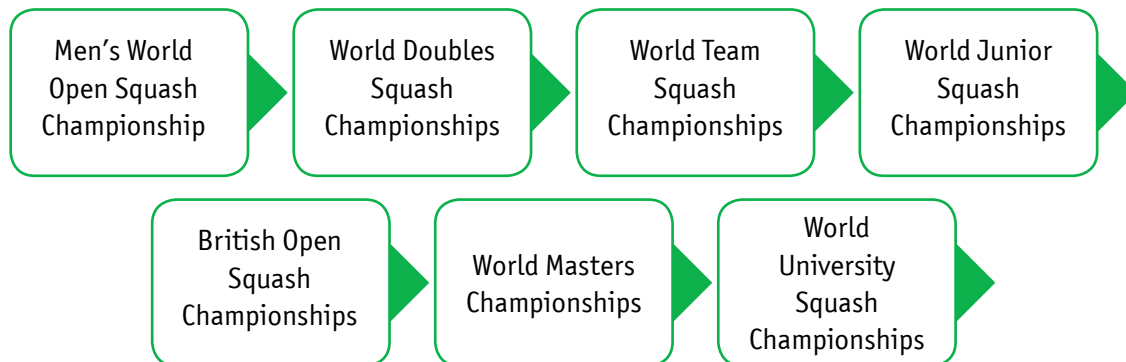 Men’s World
Open Squash
Championship
World Doubles
Squash
Championships
World Team
Squash
Championships
World Junior
Squash
Championships
British Open
Squash
Championships
World Masters
Championships
World
University
Squash
Championships